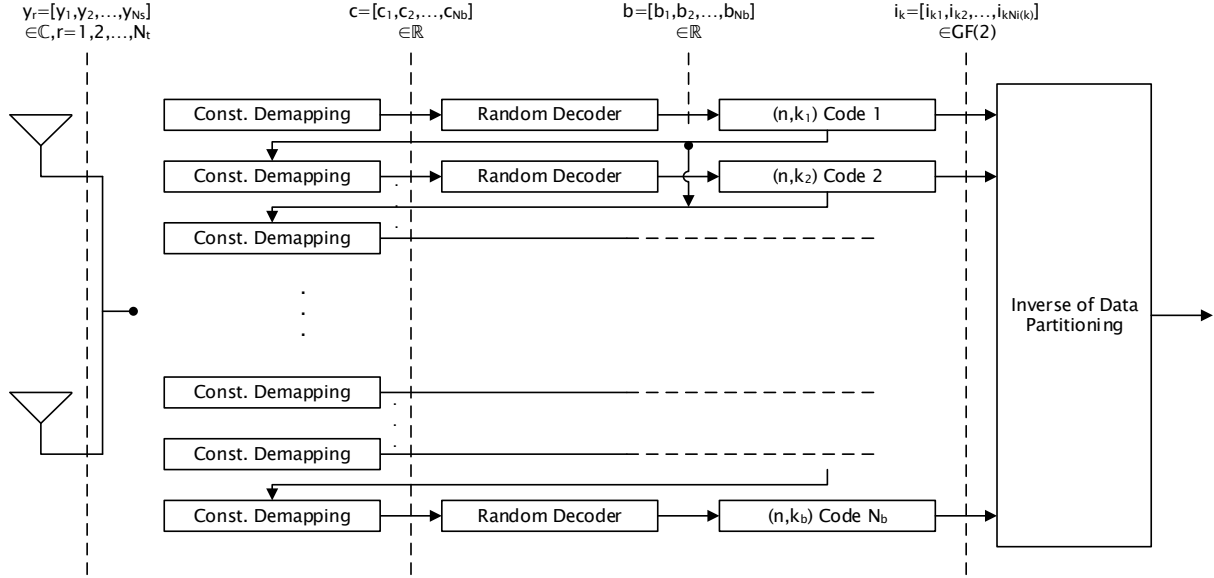 y_r=[y_1,y_2,…,y_Ns]
∈ℂ,r=1,2,…,N_t
c=[c_1,c_2,…,c_Nb]
∈ℝ
b=[b_1,b_2,…,b_Nb]
∈ℝ
i_k=[i_k1,i_k2,…,i_kNi(k)]
∈GF(2)
Const. Demapping
Random Decoder
(n,k_1) Code 1
Const. Demapping
Random Decoder
(n,k_2) Code 2
Const. Demapping
Inverse of Data
Partitioning
Const. Demapping
Const. Demapping
Const. Demapping
Random Decoder
(n,k_b) Code N_b